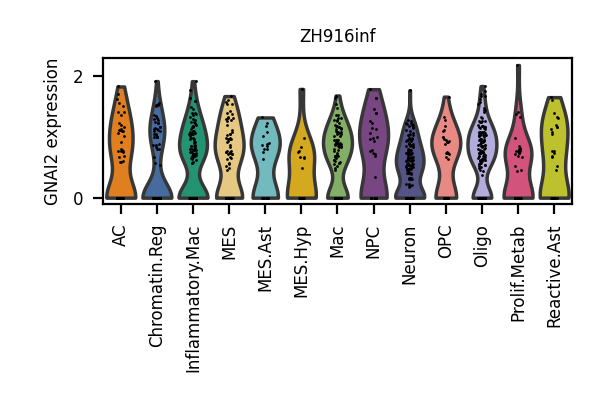 ZH916inf
GNAI2 expression
2
0
AC
Chromatin.Reg
Inflammatory.Mac
MES
MES.Ast
MES.Hyp
Mac
NPC
Neuron
OPC
Oligo
Prolif.Metab
Reactive.Ast